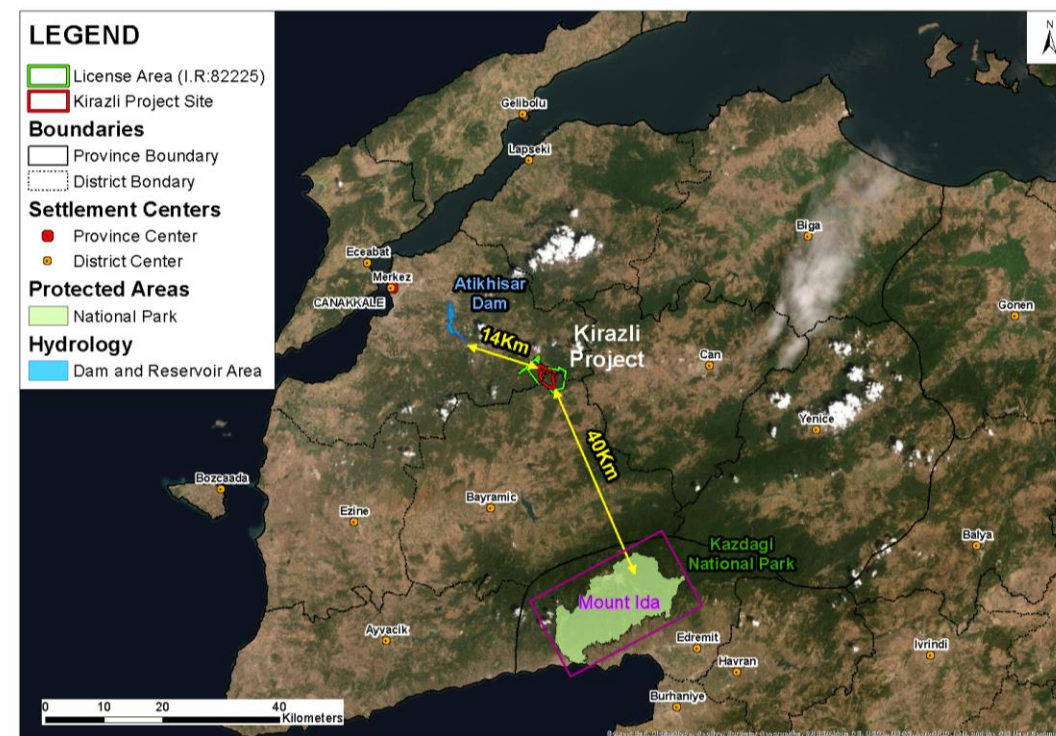 LEGEND
License Area (I.R:82225)
Kirazli Project Site
Boundaries
Province Boundary
District Bondary
Settlement Centers
Province Center
District Center
Protected Areas
National Park
Hydrology
Dam and Reservoir Area
N
Gelibolu
Lapseki
Biga
Eceabat
Merkez
CANAKKALE
Atikhisar
Dam
Gonen
14Km
Kirazli
Project
Can
Yenice
40Km
Bozcaada
Bayramic
Ezine
Balya
Kazdagi
National Park
Mount Ida
Ayvacik
Edremit
Ivrindi
Havran
Burhaniye
0 10 20 40
Kilometers